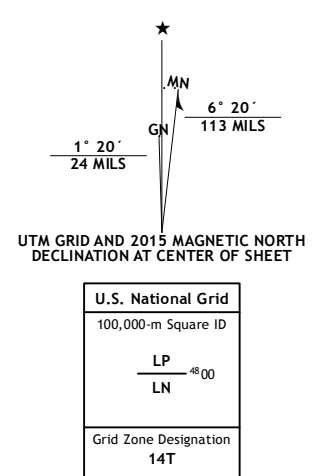 ★
MN
GN
6° 20´
113 MILS
1° 20´
24 MILS
UTM GRID AND 2015 MAGNETIC NORTH
DECLINATION AT CENTER OF SHEET
U.S. National Grid
100,000-m Square ID
LP
4800
LN
Grid Zone Designation
14T